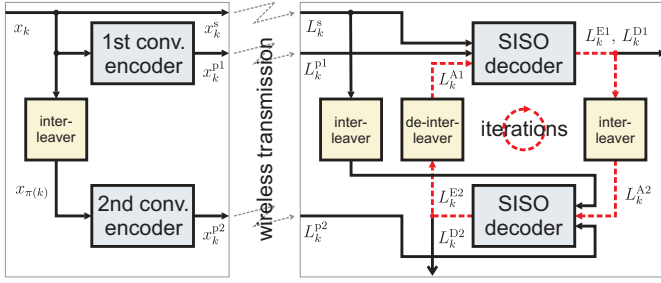 x_k
x_k^s
1st conv.
encoder
x_k^{p1}
inter-
leaver
x_{π(k)}
2nd conv.
encoder
x_k^{p2}
wireless transmission
L_k^s
L_k^{p1}
L_k^{p2}
SISO
decoder
L_k^{E1}, L_k^{D1}
L_k^{A1}
inter-
leaver
de-inter-
leaver
iterations
inter-
leaver
L_k^{E2}
L_k^{A2}
SISO
decoder
L_k^{D2}